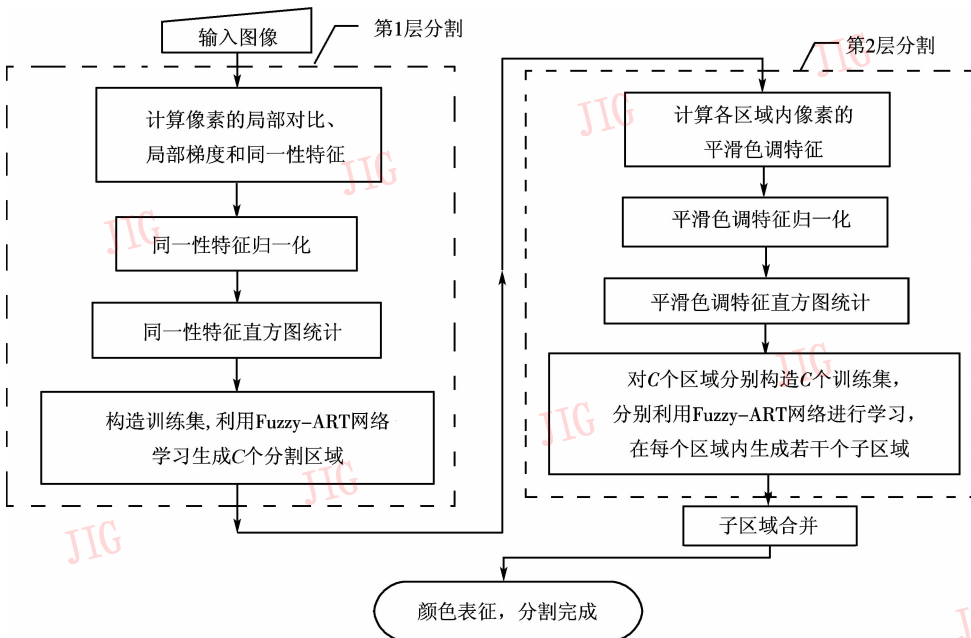 输入图像
第1层分割
计算像素的局部对比、
局部梯度和同一性特征
同一性特征归一化
同一性特征直方图统计
构造训练集,利用Fuzzy-ART网络
学习生成C个分割区域
第2层分割
计算各区域内像素的
平滑色调特征
平滑色调特征归一化
平滑色调特征直方图统计
对C个区域分别构造C个训练集,
分别利用Fuzzy-ART网络进行学习,
在每个区域内生成若干个子区域
子区域合并
颜色表征，分割完成
JIG
JIG
JIG
JIG
JIG
JIG
JIG
JIG